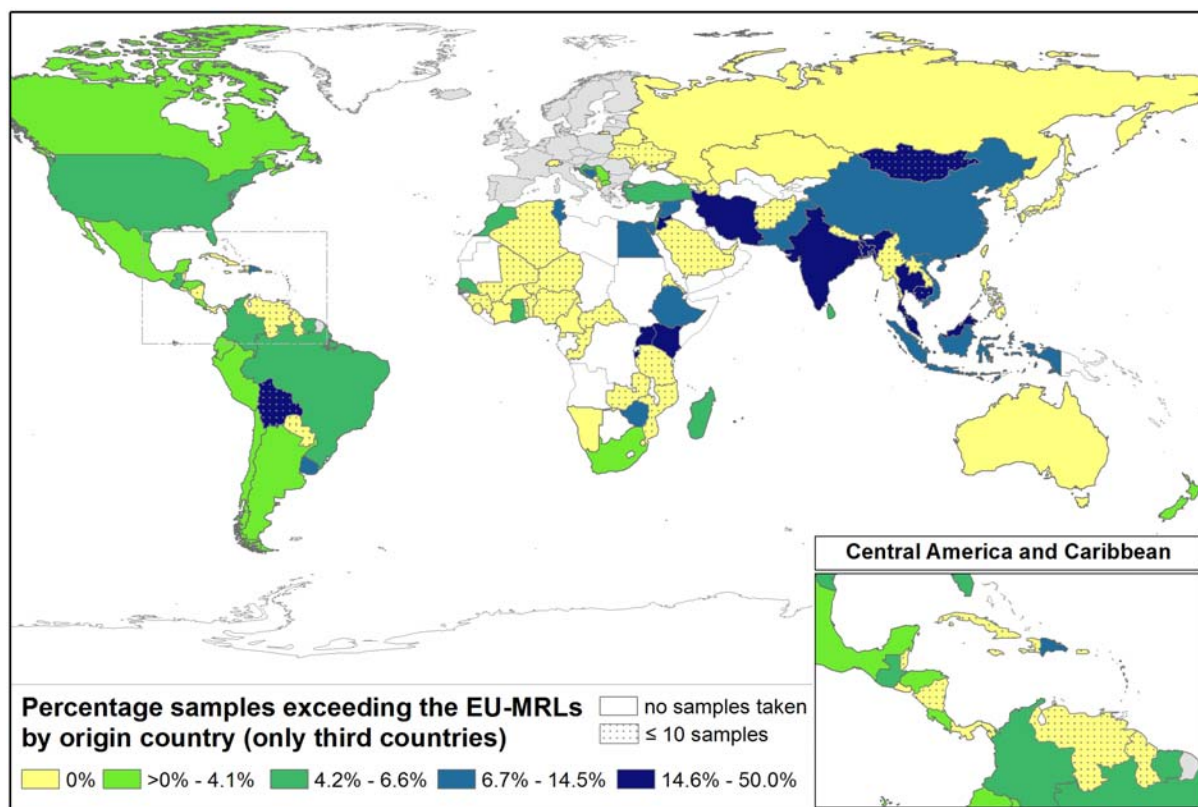 Central America and Caribbean
Percentage samples exceeding the EU-MRLs
by origin country (only third countries)
no samples taken
≤ 10 samples
0%
>0% - 4.1%
4.2% - 6.6%
6.7% - 14.5%
14.6% - 50.0%